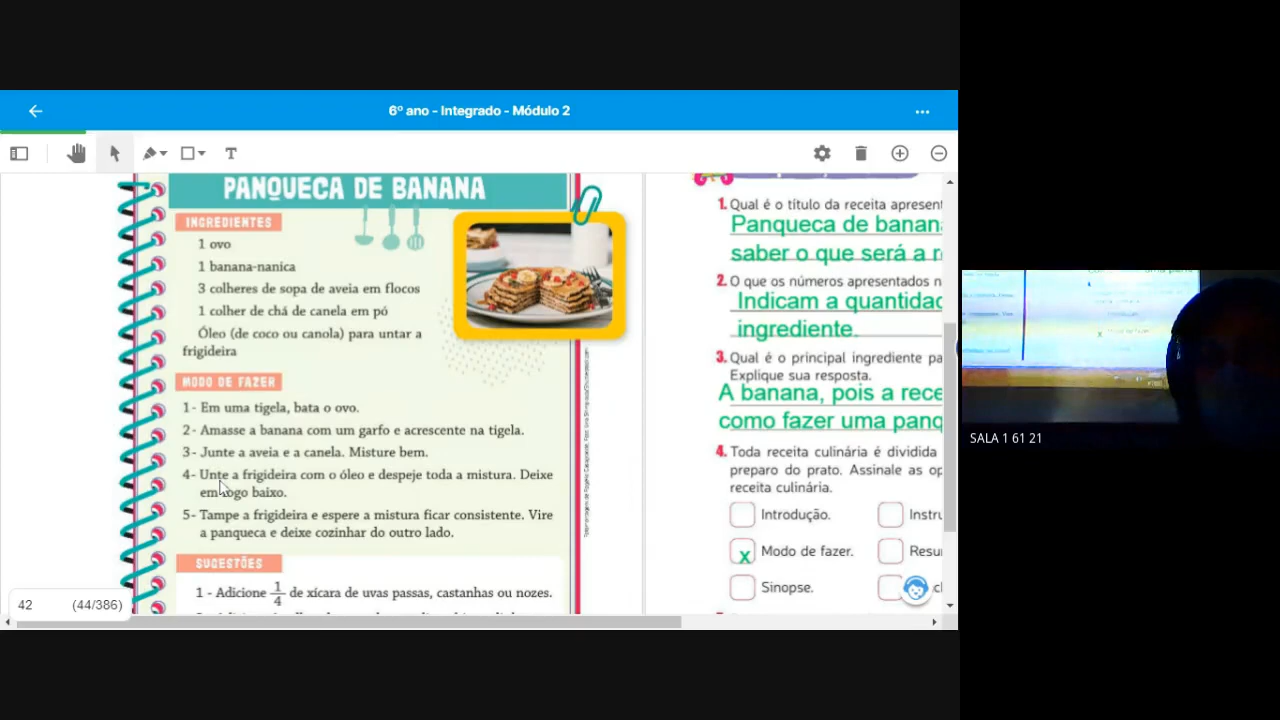 6º ano - Integrado - Módulo 2
PANQUECA DE BANANA
INGREDIENTES
1 ovo
1 banana-nanica
3 colheres de sopa de aveia em flocos
1 colher de chá de canela em pó
Óleo (de coco ou canola) para untar a
frigideira
MODO DE FAZER
1- Em uma tigela, bata o ovo.
2- Amasse a banana com um garfo e acrescente na tigela.
3- Junte a aveia e a canela. Misture bem.
4- Unte a frigideira com o óleo e despeje toda a mistura. Deixe
em fogo baixo.
5- Tampe a frigideira e espere a mistura ficar consistente. Vire
a panqueca e deixe cozinhar do outro lado.
SUGESTÕES
1 - Adicione 1/4 de xícara de uvas passas, castanhas ou nozes.
42 (44/386)
1. Qual é o título da receita apresent
Panqueca de banan
saber o que será a r
2. O que os números apresentados n
Indicam a quantidad
ingrediente.
3. Qual é o principal ingrediente pa
Explique sua resposta.
A banana, pois a rece
como fazer uma panq
4. Toda receita culinária é dividida
preparo do prato. Assinale as op
receita culinária.
Introdução. Instru
x Modo de fazer. Resu
Sinopse.
SALA 1 61 21